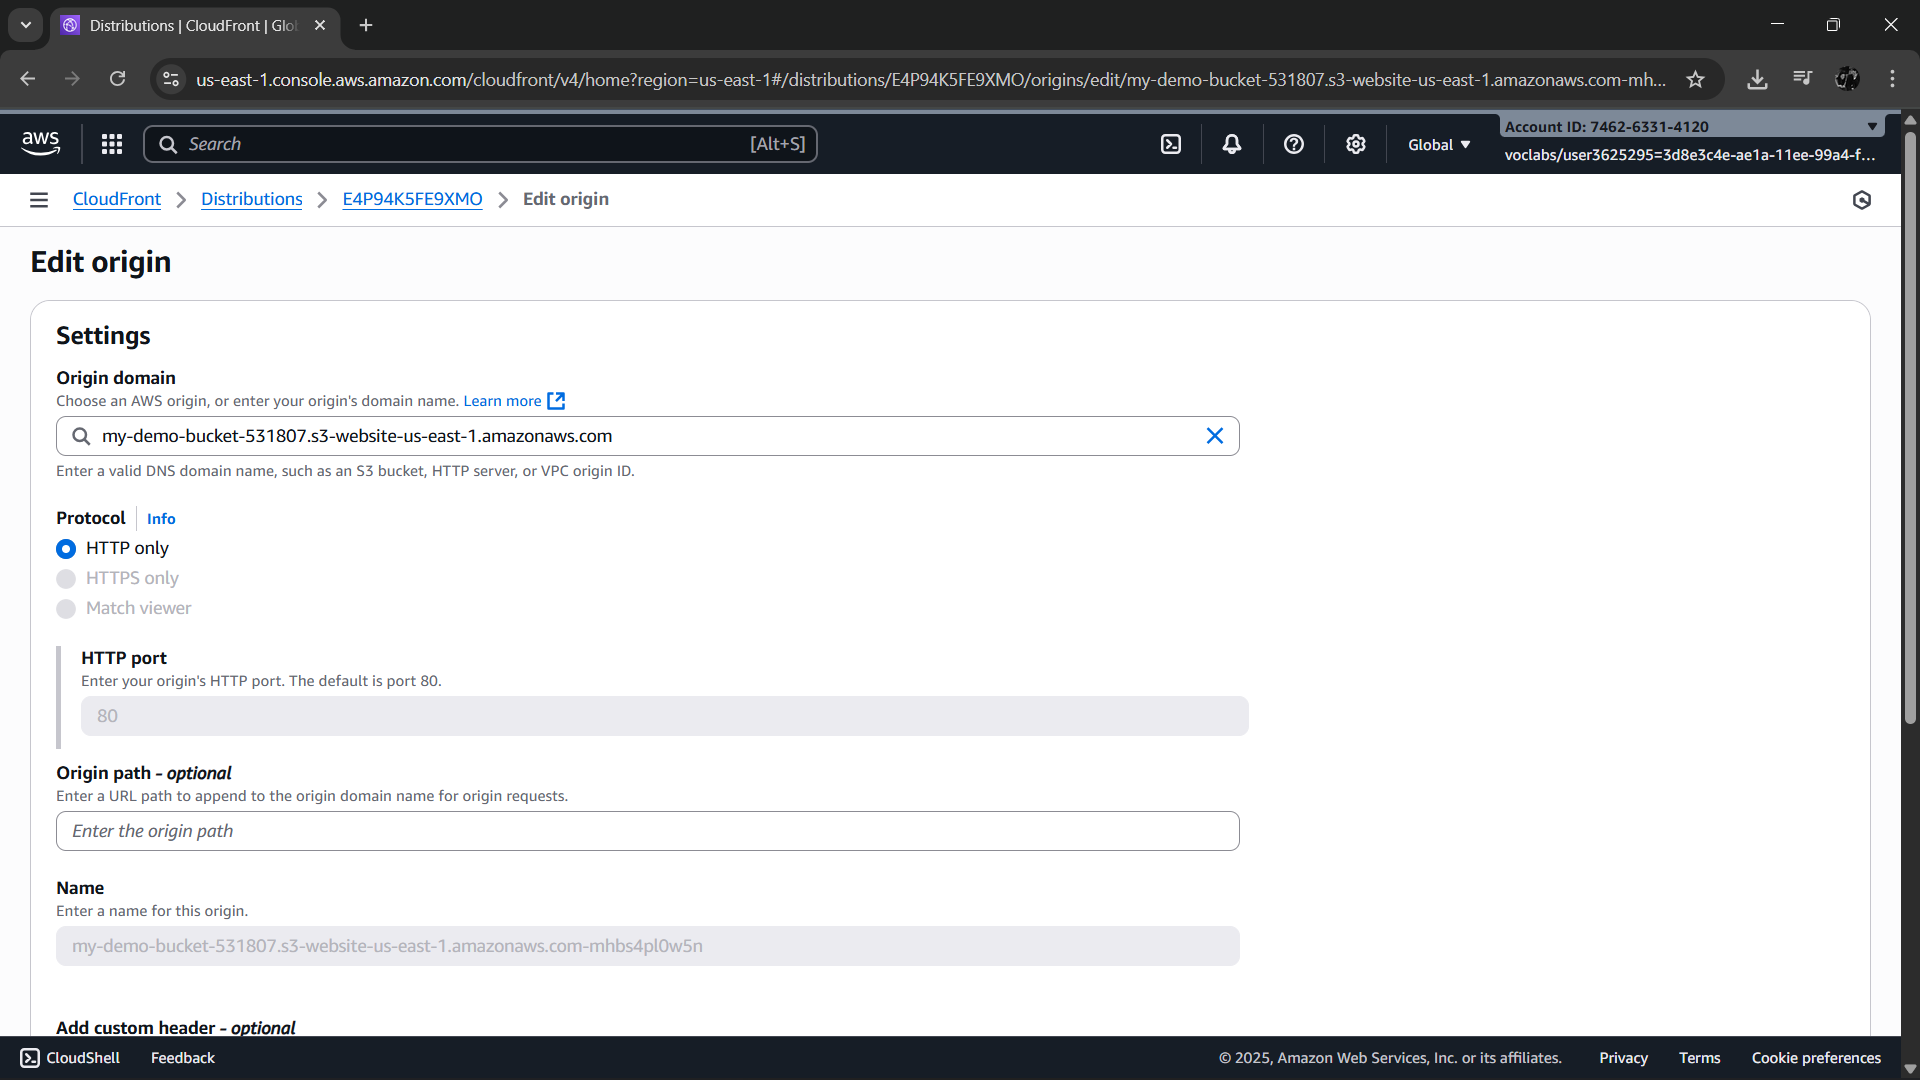 Distributions | CloudFront | Glo
us-east-1.console.aws.amazon.com/cloudfront/v4/home?region=us-east-1#/distributions/E4P94K5FE9XMO/origins/edit/my-demo-bucket-531807.s3-website-us-east-1.amazonaws.com-mh...
aws
Search
[Alt+S]
Global
Account ID: 7462-6331-4120
voclabs/user3625295=3d8e3c4e-ae1a-11ee-99a4-f...
CloudFront
Distributions
E4P94K5FE9XMO
Edit origin
Edit origin
Settings
Origin domain
Choose an AWS origin, or enter your origin's domain name. Learn more
my-demo-bucket-531807.s3-website-us-east-1.amazonaws.com
Enter a valid DNS domain name, such as an S3 bucket, HTTP server, or VPC origin ID.
Protocol
Info
HTTP only
HTTPS only
Match viewer
HTTP port
Enter your origin's HTTP port. The default is port 80.
80
Origin path - optional
Enter a URL path to append to the origin domain name for origin requests.
Enter the origin path
Name
Enter a name for this origin.
my-demo-bucket-531807.s3-website-us-east-1.amazonaws.com-mhbs4pl0w5n
Add custom header - optional
CloudShell
Feedback
© 2025, Amazon Web Services, Inc. or its affiliates.
Privacy
Terms
Cookie preferences